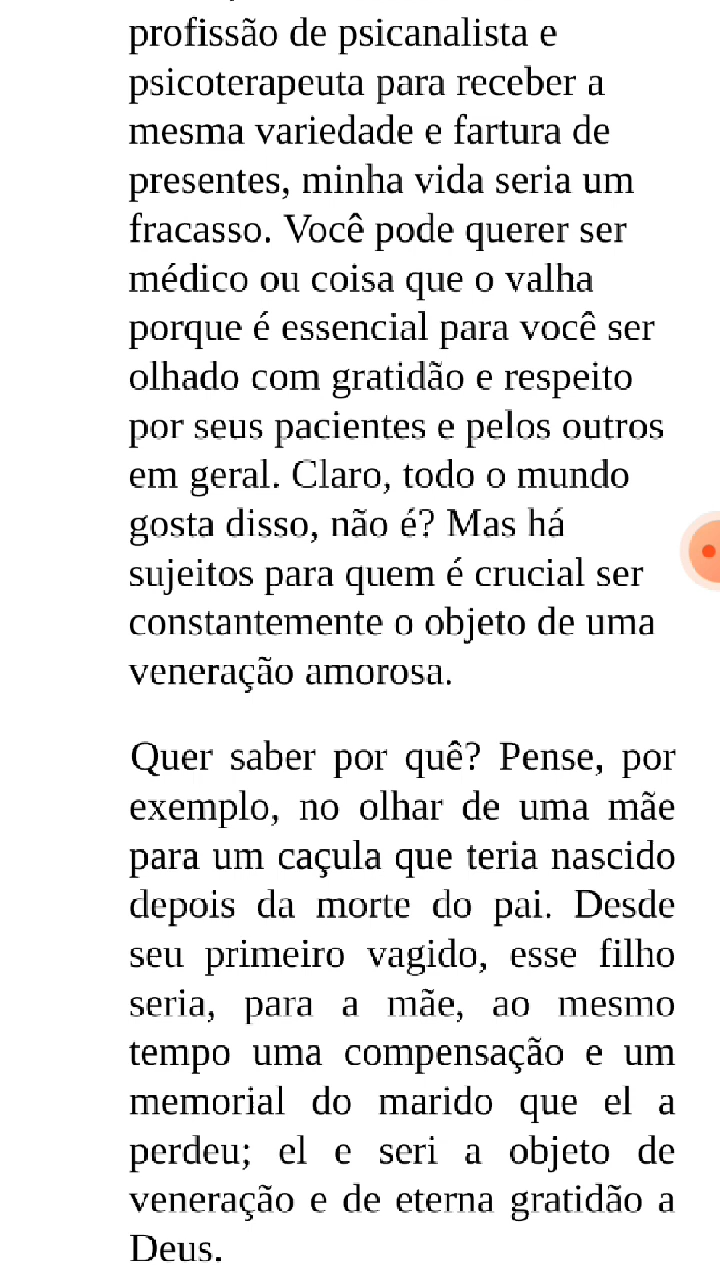 profissão de psicanalista e
psicoterapeuta para receber a
mesma variedade e fartura de
presentes, minha vida seria um
fracasso. Você pode querer ser
médico ou coisa que o valha
porque é essencial para você ser
olhado com gratidão e respeito
por seus pacientes e pelos outros
em geral. Claro, todo o mundo
gosta disso, não é? Mas há
sujeitos para quem é crucial ser
constantemente o objeto de uma
veneração amorosa.
Quer saber por quê? Pense, por
exemplo, no olhar de uma mãe
para um caçula que teria nascido
depois da morte do pai. Desde
seu primeiro vagido, esse filho
seria, para a mãe, ao mesmo
tempo uma compensação e um
memorial do marido que el a
perdeu; el e seri a objeto de
veneração e de eterna gratidão a
Deus.